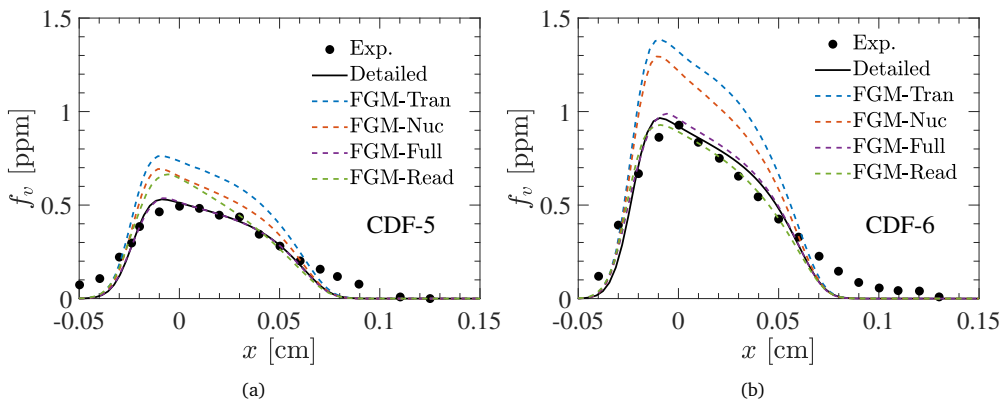 1.5
1
0.5
0
f_v [ppm]
Exp.
Detailed
FGM-Tran
FGM-Nuc
FGM-Full
FGM-Read
CDF-5
-0.05 0 0.05 0.1 0.15
x [cm]
(a)
1.5
1
0.5
0
f_v [ppm]
Exp.
Detailed
FGM-Tran
FGM-Nuc
FGM-Full
FGM-Read
CDF-6
-0.05 0 0.05 0.1 0.15
x [cm]
(b)